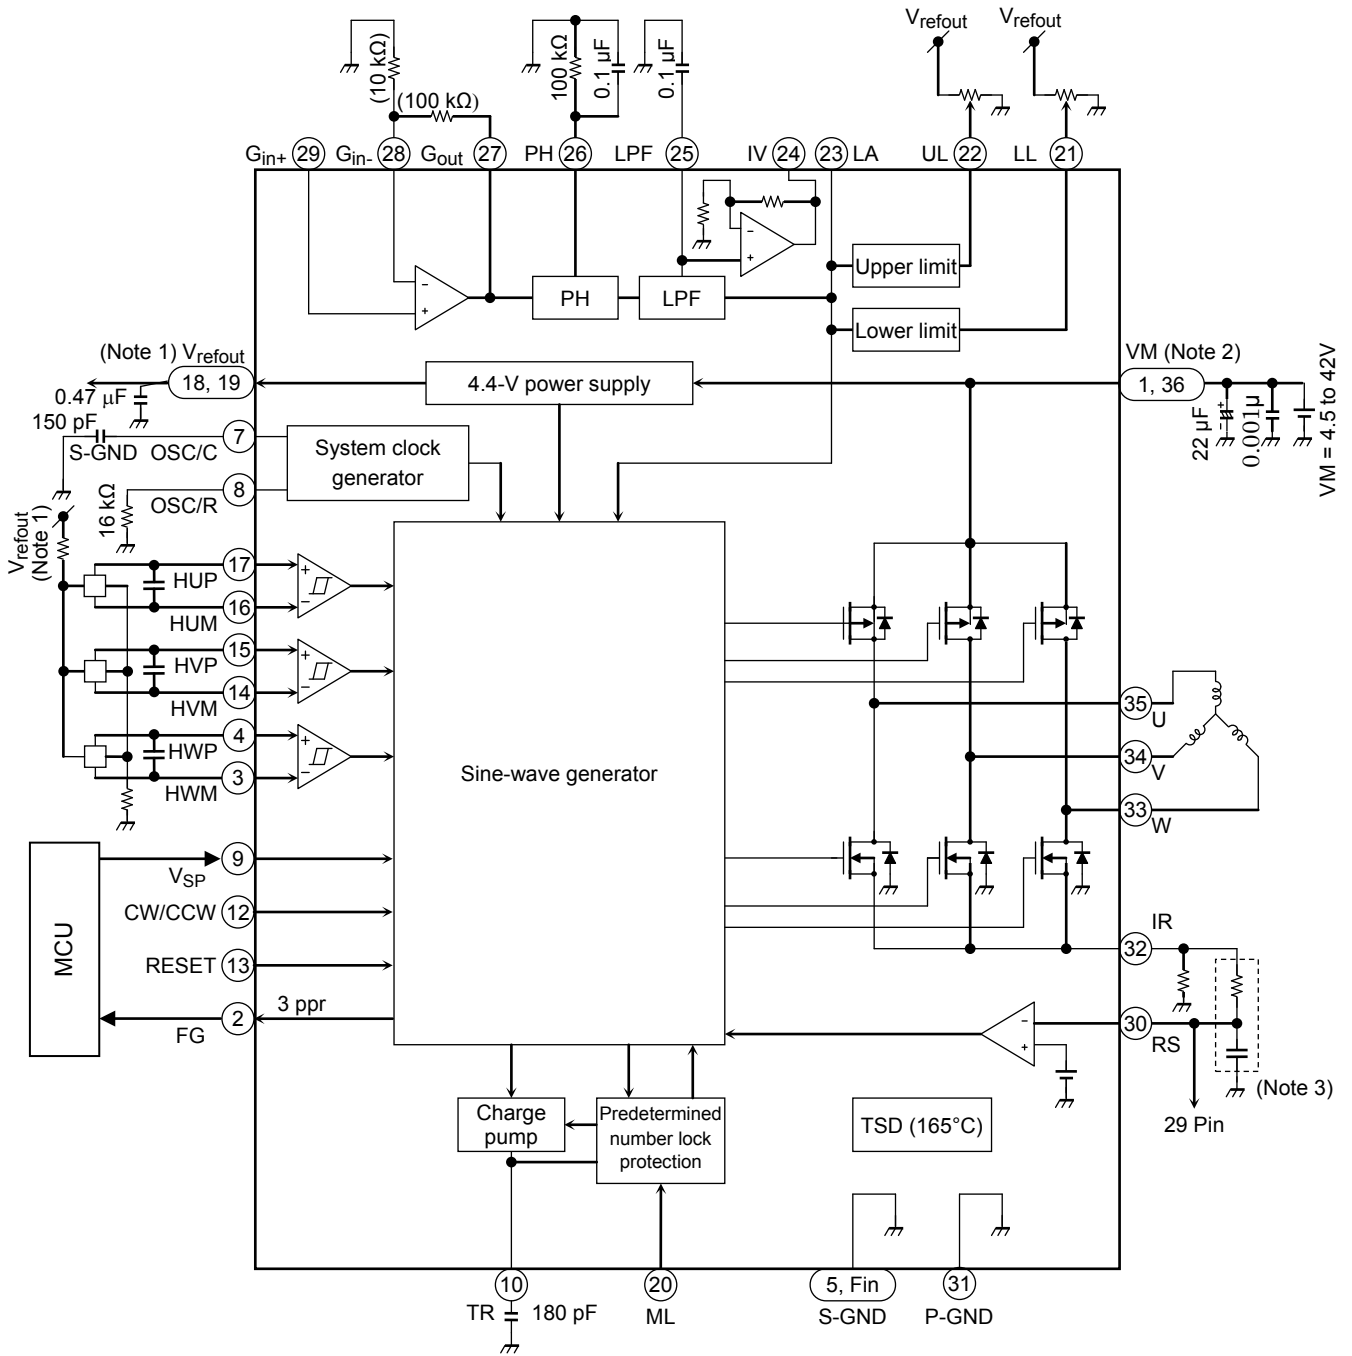 Vrefout
Vrefout
(10 kΩ)
(100 kΩ)
100 kΩ
0.1 µF
0.1 µF
Gin+ 29
Gin- 28
Gout 27
PH 26
LPF 25
IV 24
23 LA
UL 22
LL 21
Upper limit
PH
LPF
Lower limit
(Note 1) Vrefout
18, 19
0.47 µF
4.4-V power supply
VM (Note 2)
1, 36
22 µF
+
0.001µ
VM = 4.5 to 42V
150 pF
S-GND
OSC/C
7
System clock
generator
8
OSC/R
16 kΩ
Vrefout
(Note 1)
17
HUP
16
HUM
+
−
15
HVP
14
HVM
+
−
4
HWP
3
HWM
+
−
Sine-wave generator
35
U
34
V
33
W
MCU
9
VSP
CW/CCW 12
RESET 13
3 ppr
2
FG
IR
32
30
RS
−
+
(Note 3)
29 Pin
Charge
pump
Predetermined
number lock
protection
TSD (165°C)
10
TR
180 pF
20
ML
5, Fin
S-GND
31
P-GND
−
+
−
+